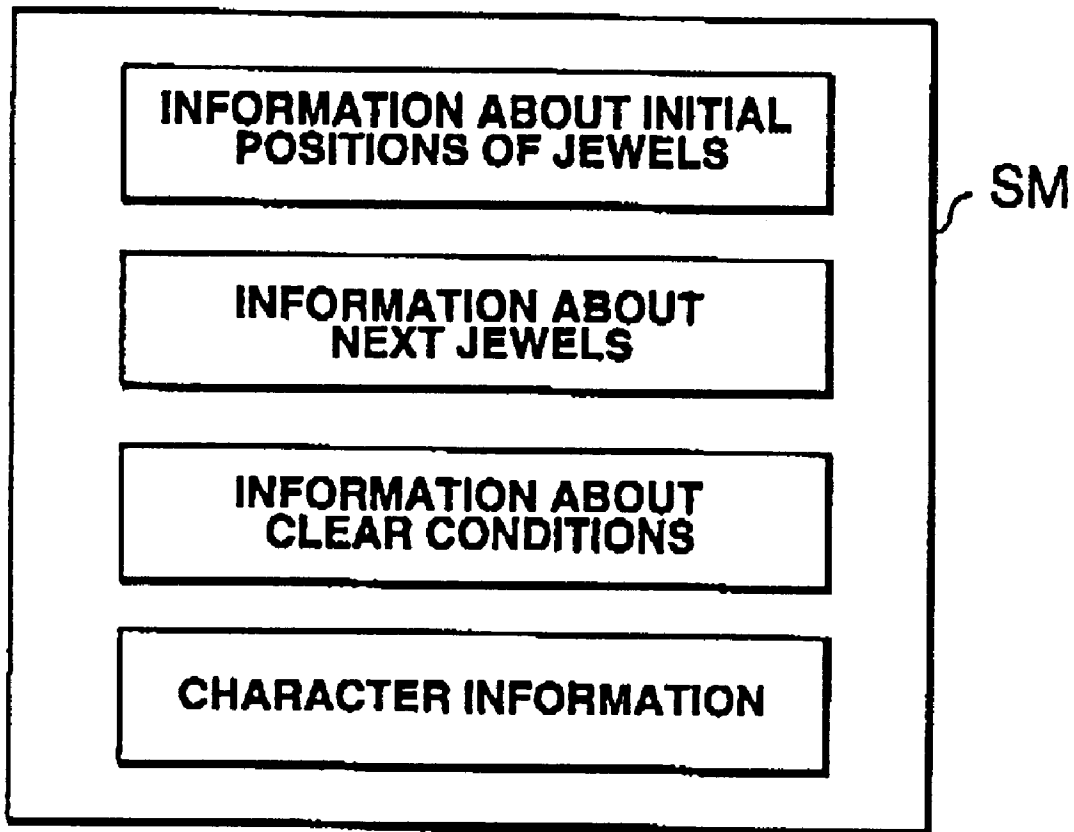 INFORMATION ABOUT INITIAL
POSITIONS OF JEWELS
SM
INFORMATION ABOUT
NEXT JEWELS
INFORMATION ABOUT
CLEAR CONDITIONS
CHARACTER INFORMATION